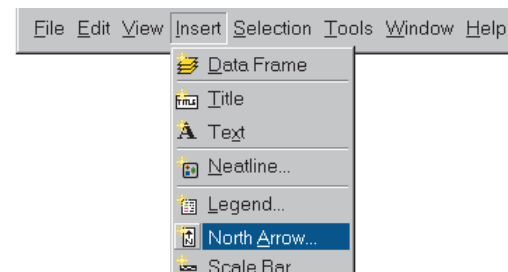 File Edit View Insert Selection Tools Window Help
Data Frame
Title
A Text
Neatline...
Legend...
N North Arrow...
Scale Bar